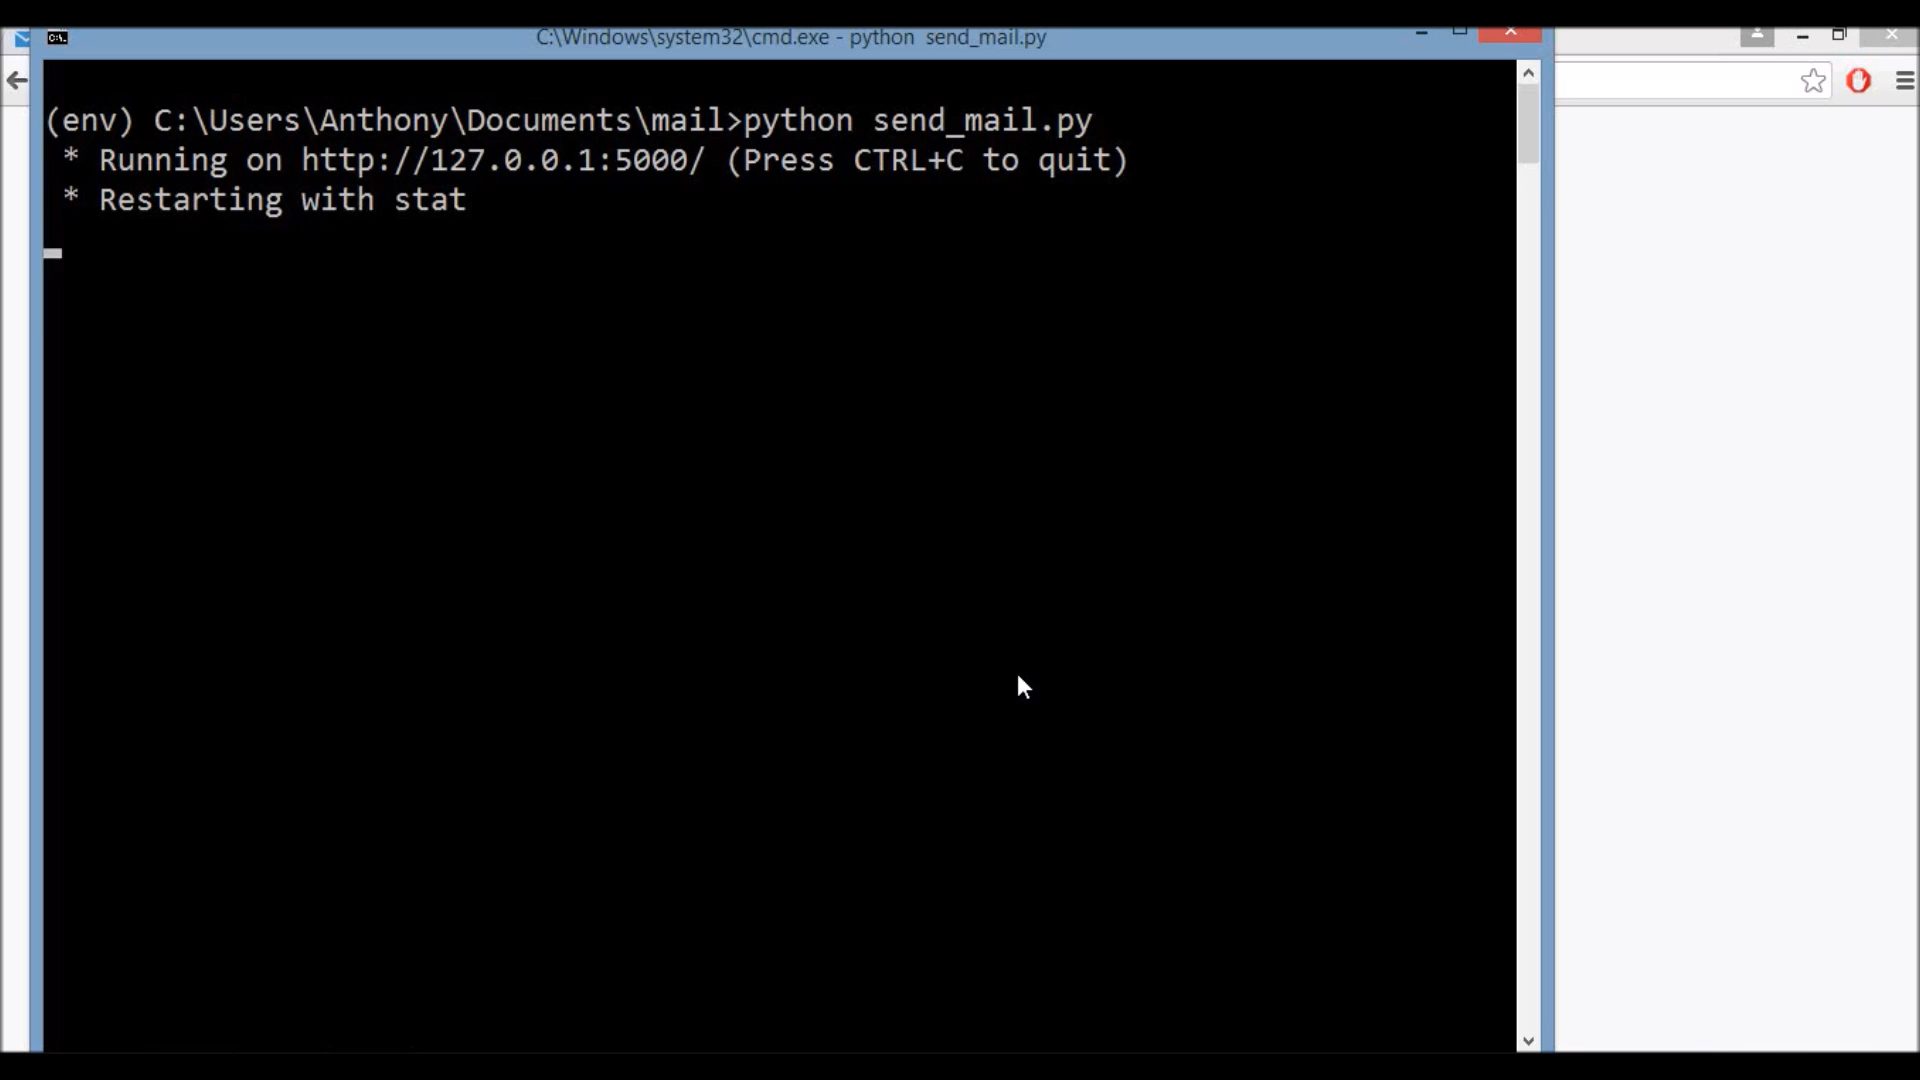 C:\Windows\system32\cmd.exe - python  send_mail.py
(env) C:\Users\Anthony\Documents\mail>python send_mail.py
 * Running on http://127.0.0.1:5000/ (Press CTRL+C to quit)
 * Restarting with stat